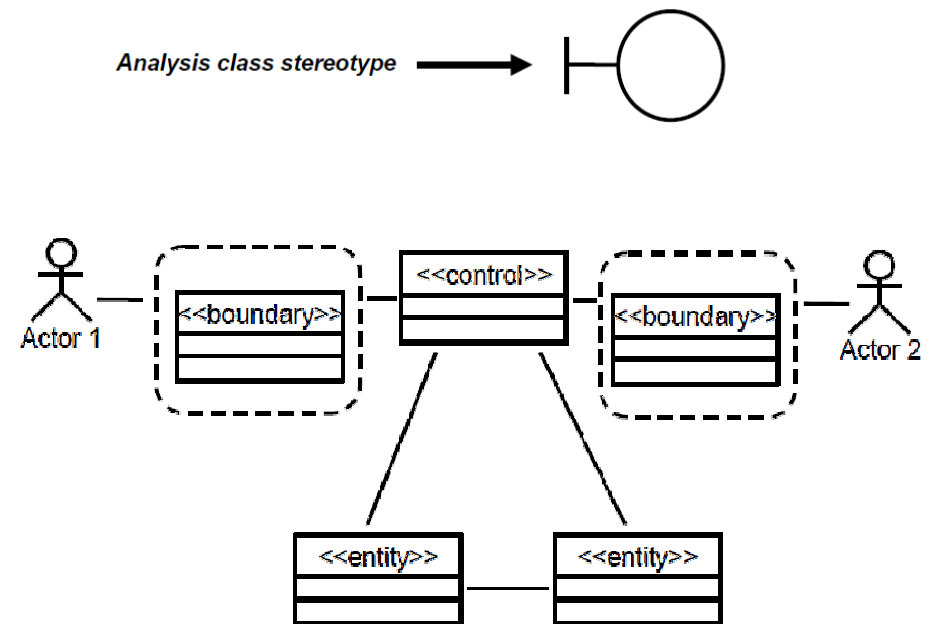 Analysis class stereotype
<<control>>
<<boundary>>
<<boundary>>
Actor 1
Actor 2
<<entity>>
<<entity>>